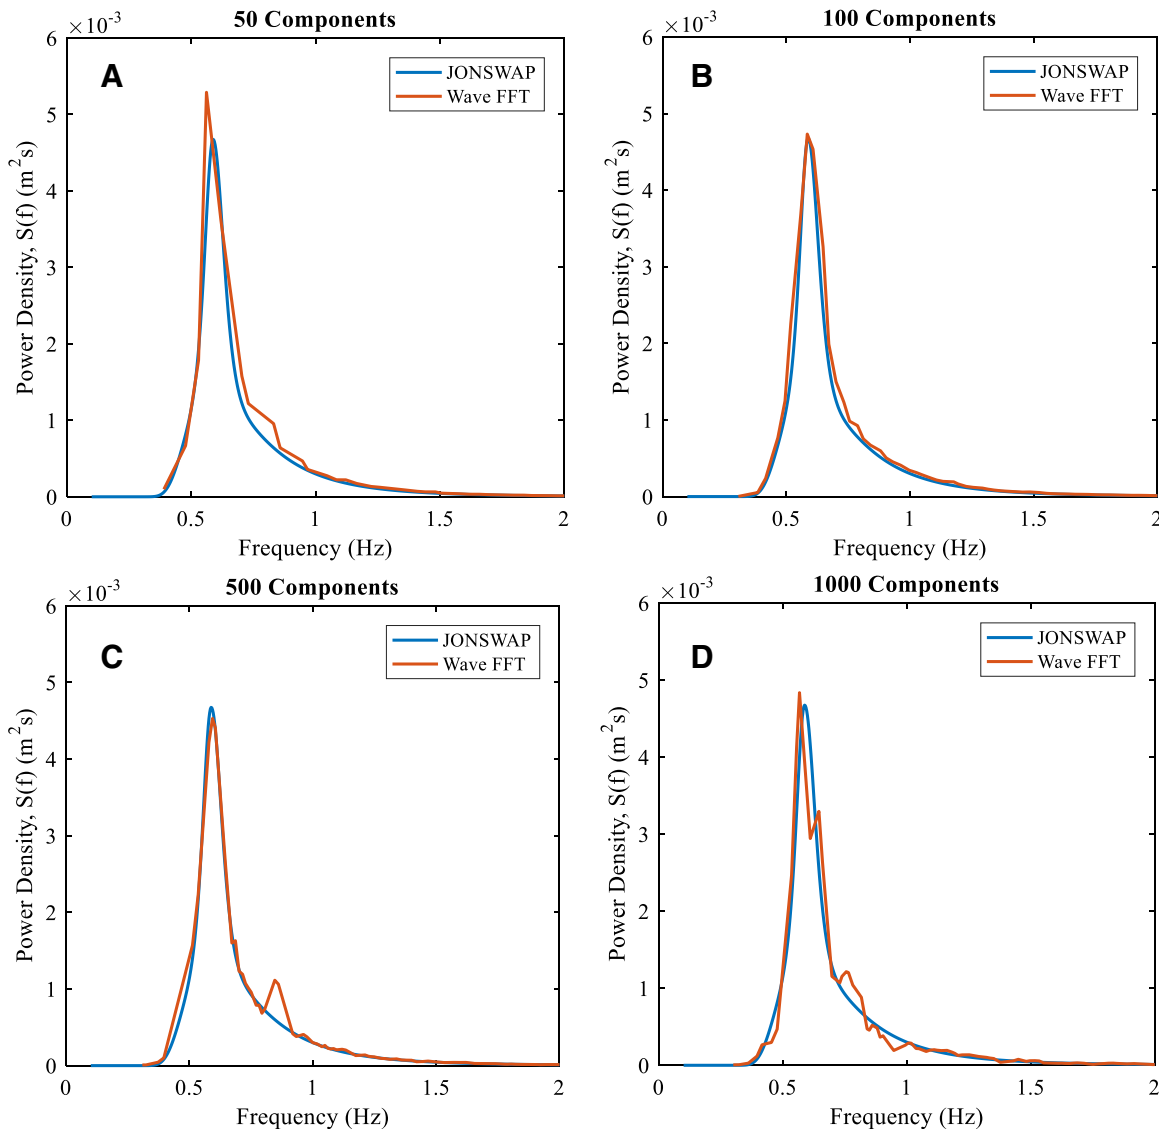 50 Components
×10⁻³
A
JONSWAP
Wave FFT
6
5
4
3
2
1
0
Power Density, S(f) (m²s)
0 0.5 1 1.5 2
Frequency (Hz)
100 Components
×10⁻³
B
JONSWAP
Wave FFT
6
5
4
3
2
1
0
Power Density, S(f) (m²s)
0 0.5 1 1.5 2
Frequency (Hz)
500 Components
×10⁻³
C
JONSWAP
Wave FFT
6
5
4
3
2
1
0
Power Density, S(f) (m²s)
0 0.5 1 1.5 2
Frequency (Hz)
1000 Components
×10⁻³
D
JONSWAP
Wave FFT
6
5
4
3
2
1
0
Power Density, S(f) (m²s)
0 0.5 1 1.5 2
Frequency (Hz)